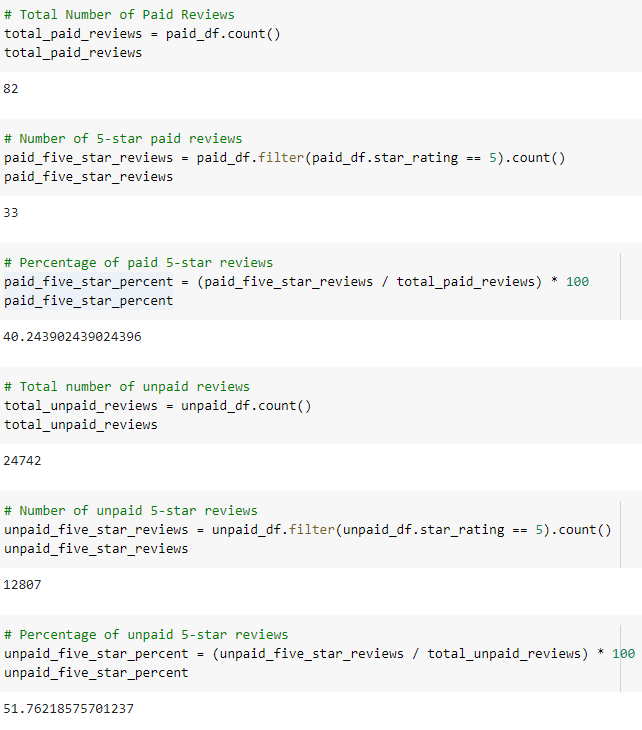 # Total Number of Paid Reviews
total_paid_reviews = paid_df.count()
total_paid_reviews
82
# Number of 5-star paid reviews
paid_five_star_reviews = paid_df.filter(paid_df.star_rating == 5).count()
paid_five_star_reviews
33
# Percentage of paid 5-star reviews
paid_five_star_percent = (paid_five_star_reviews / total_paid_reviews) * 100
paid_five_star_percent
40.243902439024396
# Total number of unpaid reviews
total_unpaid_reviews = unpaid_df.count()
total_unpaid_reviews
24742
# Number of unpaid 5-star reviews
unpaid_five_star_reviews = unpaid_df.filter(unpaid_df.star_rating == 5).count()
unpaid_five_star_reviews
12807
# Percentage of unpaid 5-star reviews
unpaid_five_star_percent = (unpaid_five_star_reviews / total_unpaid_reviews) * 100
unpaid_five_star_percent
51.76218575701237